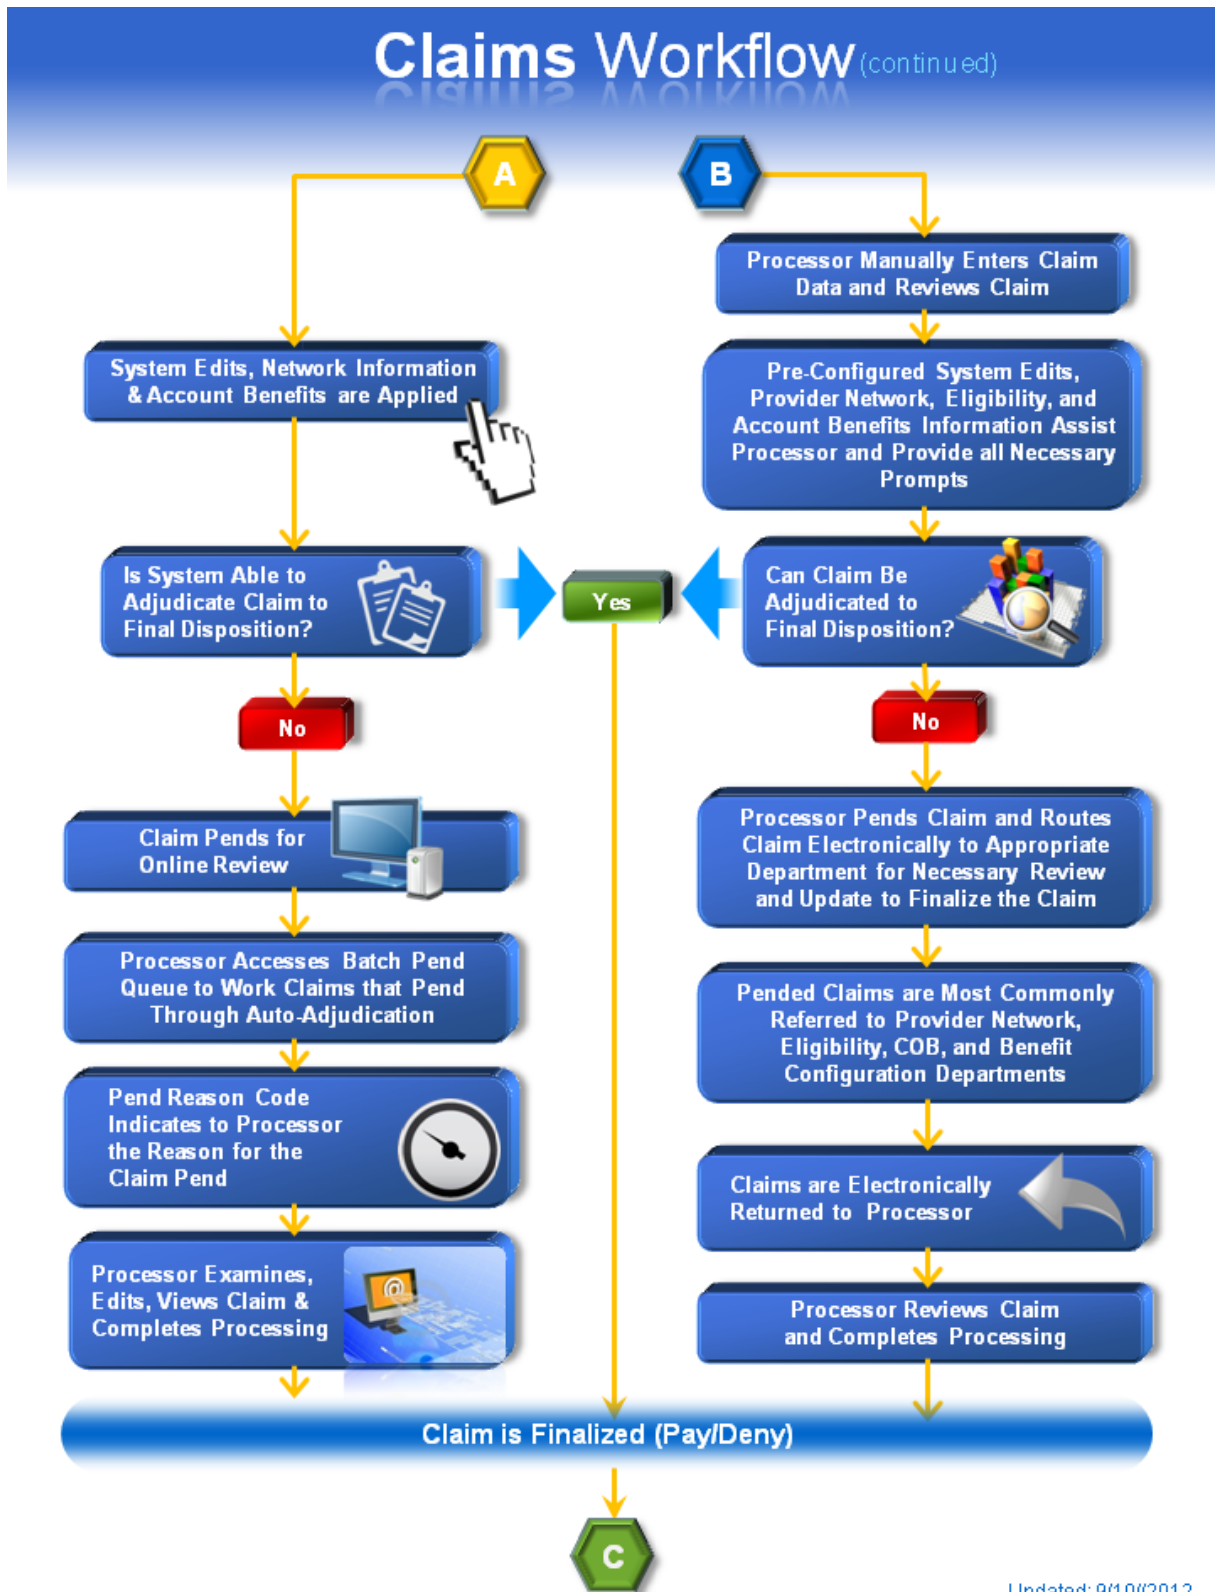 Claims Workflow (continued)
A
B
Processor Manually Enters Claim
Data and Reviews Claim
System Edits, Network Information
& Account Benefits are Applied
Pre-Configured System Edits,
Provider Network, Eligibility, and
Account Benefits Information Assist
Processor and Provide all Necessary
Prompts
Is System Able to
Adjudicate Claim to
Final Disposition?
Yes
Can Claim Be
Adjudicated to
Final Disposition?
No
No
Claim Pends for
Online Review
Processor Accesses Batch Pend
Queue to Work Claims that Pend
Through Auto-Adjudication
Pend Reason Code
Indicates to Processor
the Reason for the
Claim Pend
Processor Examines,
Edits, Views Claim &
Completes Processing
@
Processor Pends Claim and Routes
Claim Electronically to Appropriate
Department for Necessary Review
and Update to Finalize the Claim
Pended Claims are Most Commonly
Referred to Provider Network,
Eligibility, COB, and Benefit
Configuration Departments
Claims are Electronically
Returned to Processor
Processor Reviews Claim
and Completes Processing
Claim is Finalized (Pay/Deny)
C
Updated: 9/10//2012